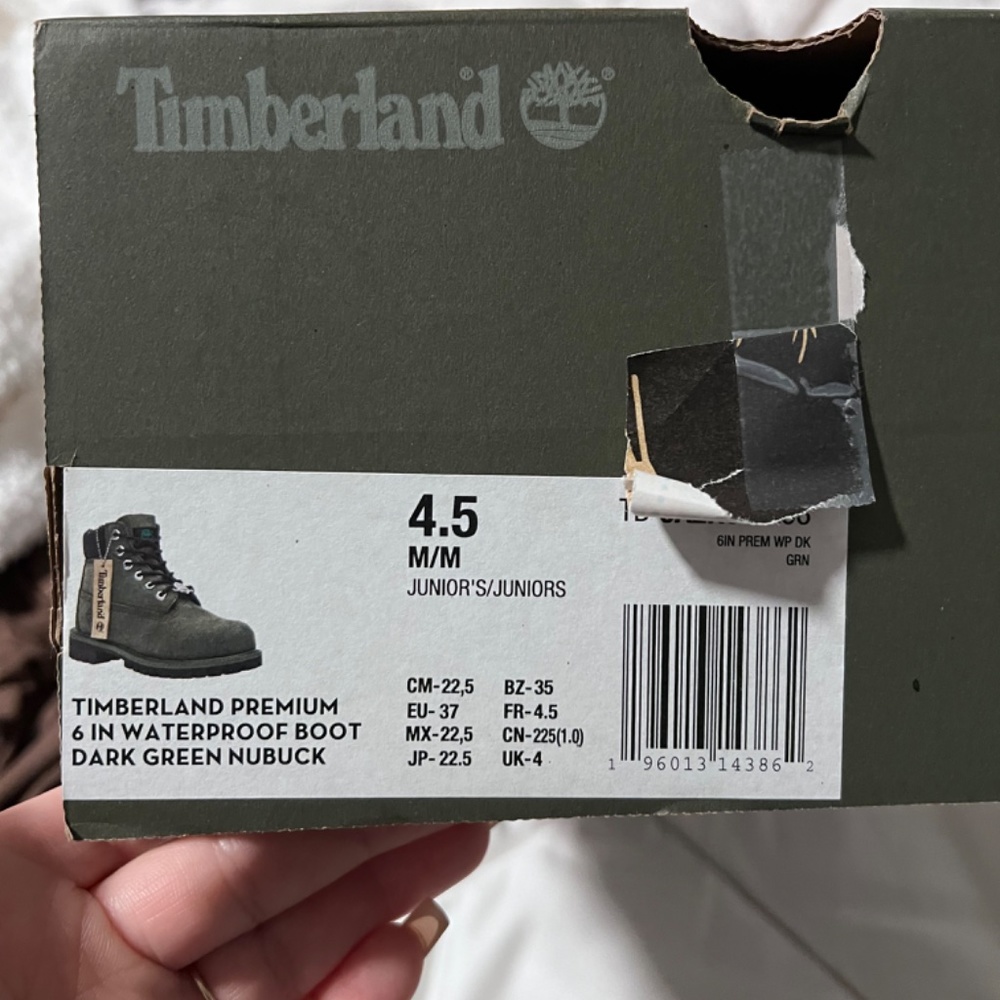 Timberland
4.5
M/M
JUNIOR'S/JUNIORS
6IN PREM WP DK
GRN
Timberland
TIMBERLAND PREMIUM
6 IN WATERPROOF BOOT
DARK GREEN NUBUCK
CM-22,5 BZ-35
EU-37 FR-4.5
MX-22,5 CN-225(1.0)
JP-22.5 UK-4
1 96013 14386 2